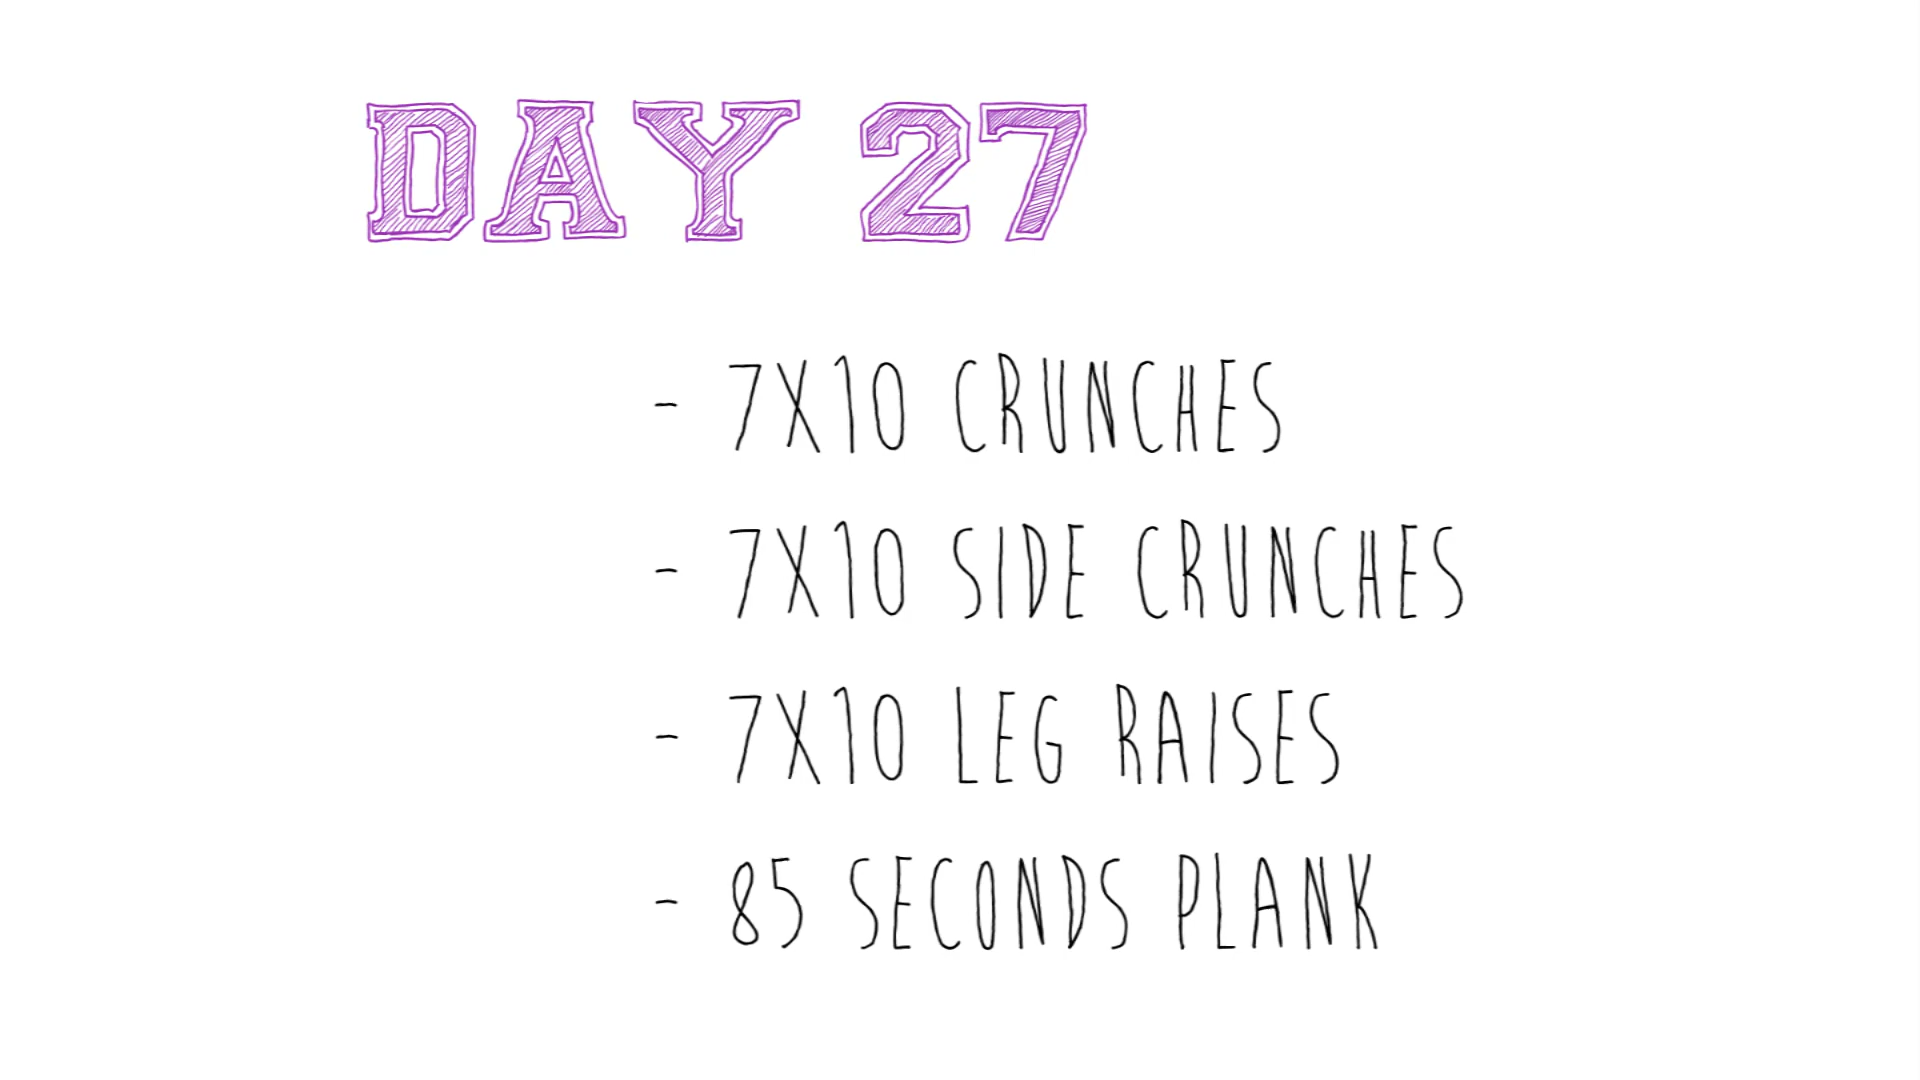 DAY 27
- 7X10 CRUNCHES
- 7X10 SIDE CRUNCHES
- 7X10 LEG RAISES
- 85 SECONDS PLANK